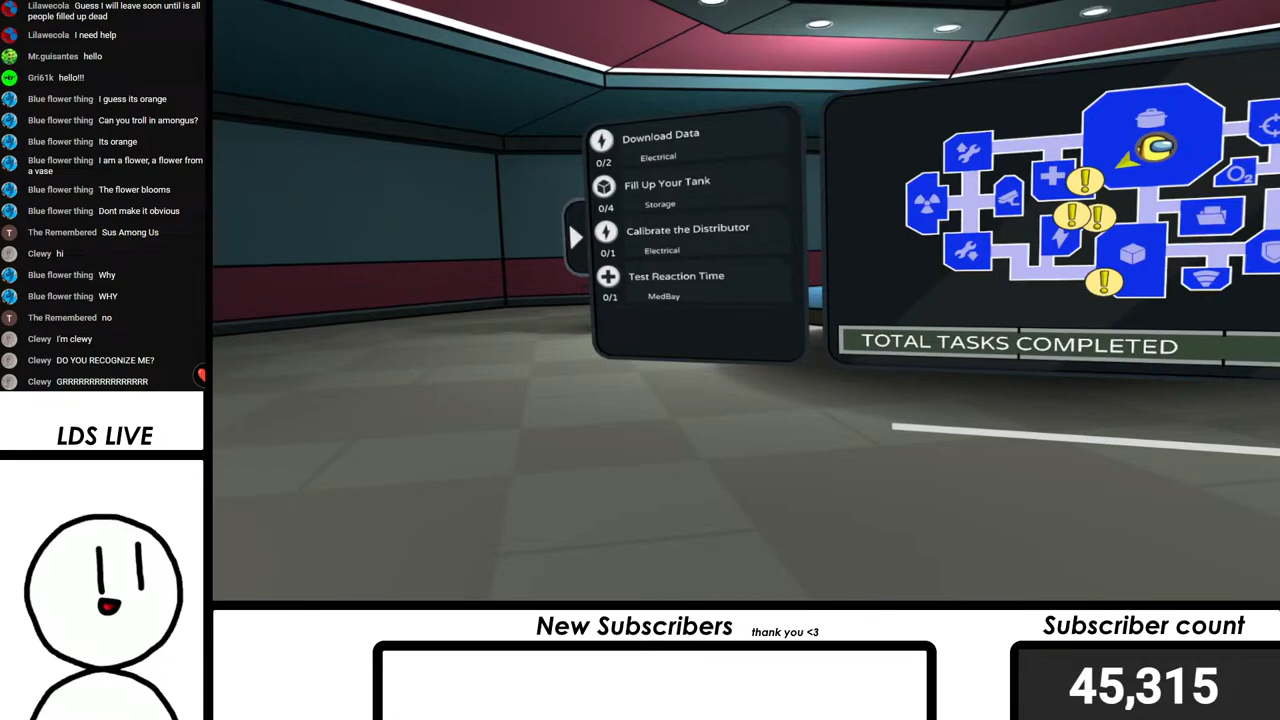 Lilawecola Guess I will leave soon until is all
people filled up dead
Lilawecola I need help
Mr.guisantes hello
Gri61k hello!!!
Blue flower thing I guess its orange
Blue flower thing Can you troll in amongus?
Blue flower thing Its orange
Blue flower thing I am a flower, a flower from
a vase
Blue flower thing The flower blooms
Blue flower thing Dont make it obvious
T The Remembered Sus Among Us
Clewy hi
Blue flower thing Why
Blue flower thing WHY
T The Remembered no
Clewy I'm clewy
Clewy DO YOU RECOGNIZE ME?
Clewy GRRRRRRRRRRRRRRR
LDS LIVE
Download Data
0/2 Electrical
Fill Up Your Tank
0/4 Storage
Calibrate the Distributor
0/1 Electrical
Test Reaction Time
0/1 MedBay
O2
!
! !
!
TOTAL TASKS COMPLETED
New Subscribers thank you <3
Subscriber count
45,315